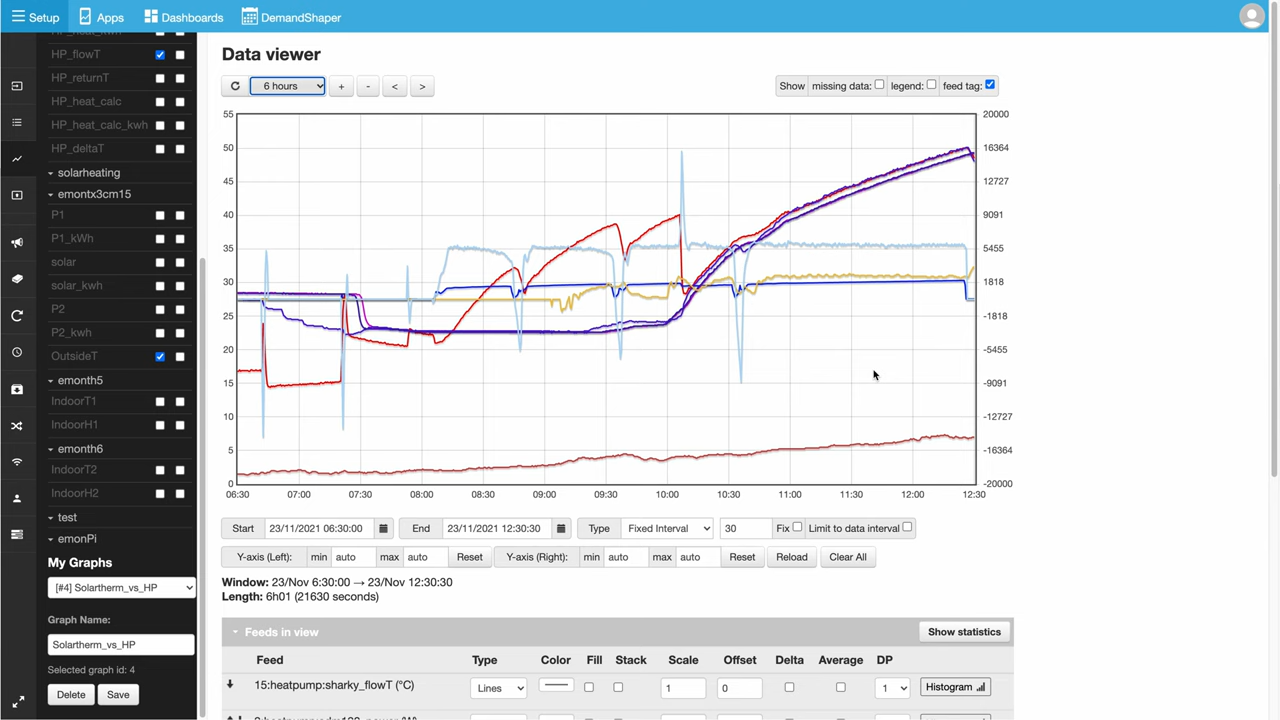 Setup Apps Dashboards DemandShaper
HP_flowT
HP_returnT
HP_heat_calc
HP_heat_calc_kwh
HP_deltaT
solarheating
emontx3cm15
P1
P1_kWh
solar
solar_kwh
P2
P2_kwh
OutsideT
emonth5
IndoorT1
IndoorH1
emonth6
IndoorT2
IndoorH2
test
emonPi
My Graphs
[#4] Solartherm_vs_HP
Graph Name:
Solartherm_vs_HP
Selected graph id: 4
Delete Save
Data viewer
6 hours + - < >
Show missing data: legend: feed tag:
55 20000
50 16364
45 12727
40 9091
35 5455
30 1818
25 -1818
20 -5455
15 -9091
10 -12727
5 -16364
0 -20000
06:30 07:00 07:30 08:00 08:30 09:00 09:30 10:00 10:30 11:00 11:30 12:00 12:30
Start 23/11/2021 06:30:00 End 23/11/2021 12:30:30 Type Fixed Interval 30 Fix Limit to data interval
Y-axis (Left): min auto max auto Reset Y-axis (Right): min auto max auto Reset Reload Clear All
Window: 23/Nov 6:30:00 → 23/Nov 12:30:30
Length: 6h01 (21630 seconds)
Feeds in view Show statistics
Feed Type Color Fill Stack Scale Offset Delta Average DP
15:heatpump:sharky_flowT (°C) Lines 1 0 1 Histogram